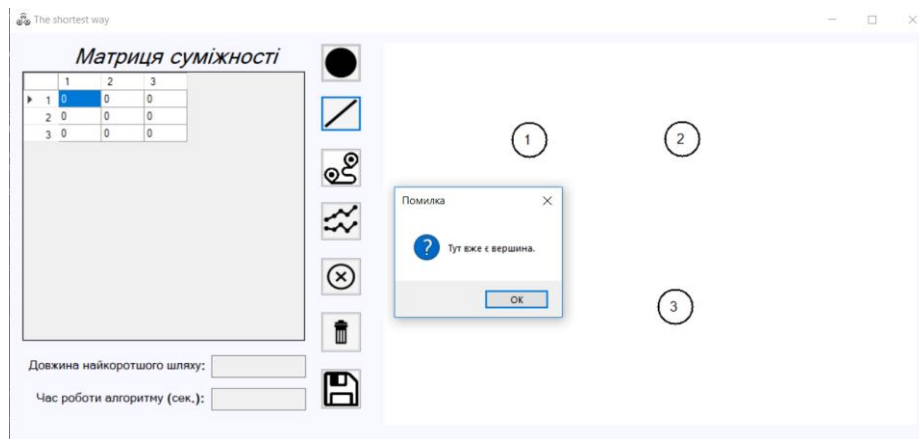 The shortest way
Матриця суміжності
1 2 3
1 0 0 0
2 0 0 0
3 0 0 0
1
2
Помилка
? Тут вже є вершина.
OK
3
Довжина найкоротшого шляху:
Час роботи алгоритму (сек.):